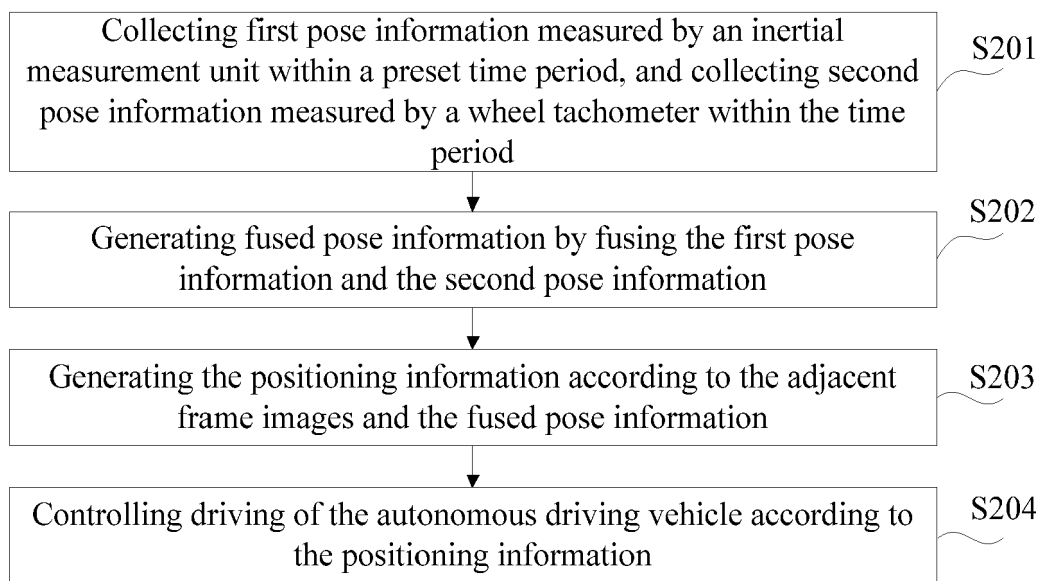 Collecting first pose information measured by an inertial
measurement unit within a preset time period, and collecting second
pose information measured by a wheel tachometer within the time
period
S201
Generating fused pose information by fusing the first pose
information and the second pose information
S202
Generating the positioning information according to the adjacent
frame images and the fused pose information
S203
Controlling driving of the autonomous driving vehicle according to
the positioning information
S204